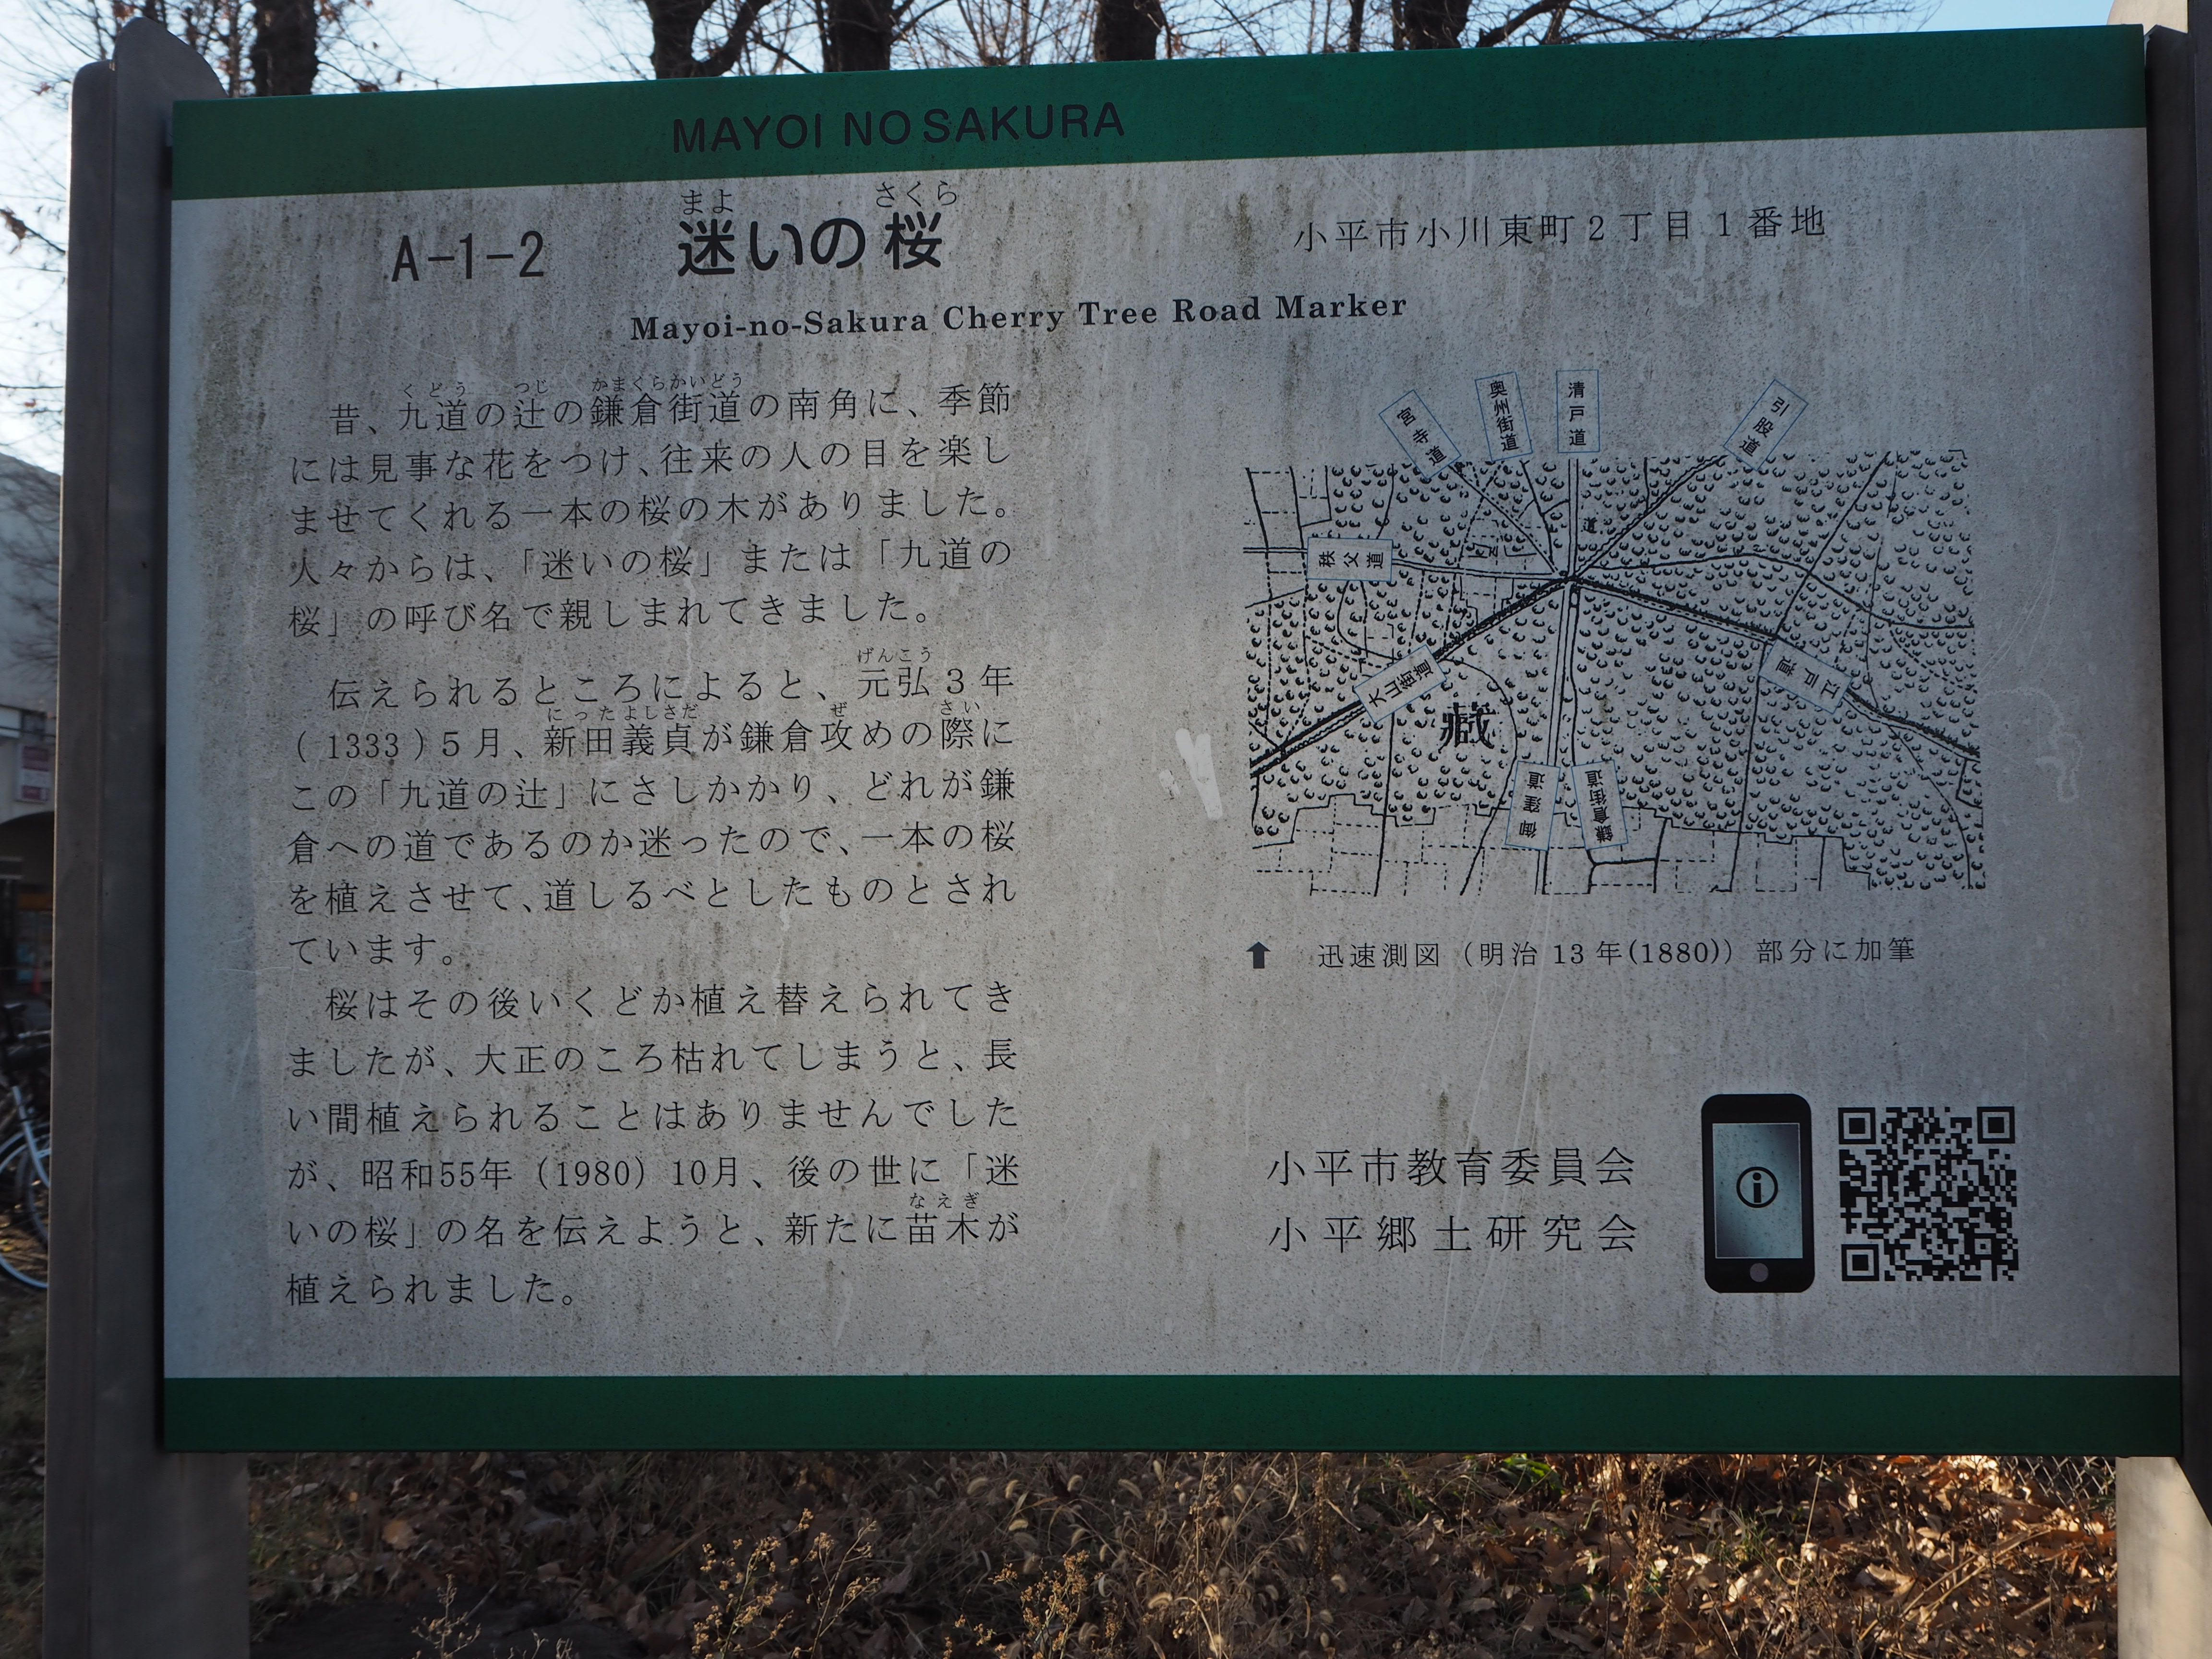 MAYOI NO SAKURA
まよ さくら
A-1-2 迷いの桜
小平市小川東町2丁目1番地
Mayoi-no-Sakura Cherry Tree Road Marker
くどう つじ かまくらかいどう
昔、九道の辻の鎌倉街道の南角に、季節
には見事な花をつけ、往来の人の目を楽し
ませてくれる一本の桜の木がありました。
人々からは、「迷いの桜」または「九道の
桜」の呼び名で親しまれてきました。
げんこう
伝えられるところによると、元弘3年
にったよしさだ ぜ さい
(1333)5月、新田義貞が鎌倉攻めの際に
この「九道の辻」にさしかかり、どれが鎌
倉への道であるのか迷ったので、一本の桜
を植えさせて、道しるべとしたものとされ
ています。
桜はその後いくどか植え替えられてき
ましたが、大正のころ枯れてしまうと、長
い間植えられることはありませんでした
が、昭和55年（1980）10月、後の世に「迷
なえぎ
いの桜」の名を伝えようと、新たに苗木が
植えられました。
宮寺道
奥州街道
清戸道
引股道
道
秩父道
大山街道
江戸道
藏
御窪道
鎌倉街道
⬆ 迅速測図（明治13年(1880)）部分に加筆
小平市教育委員会
小平郷土研究会
i